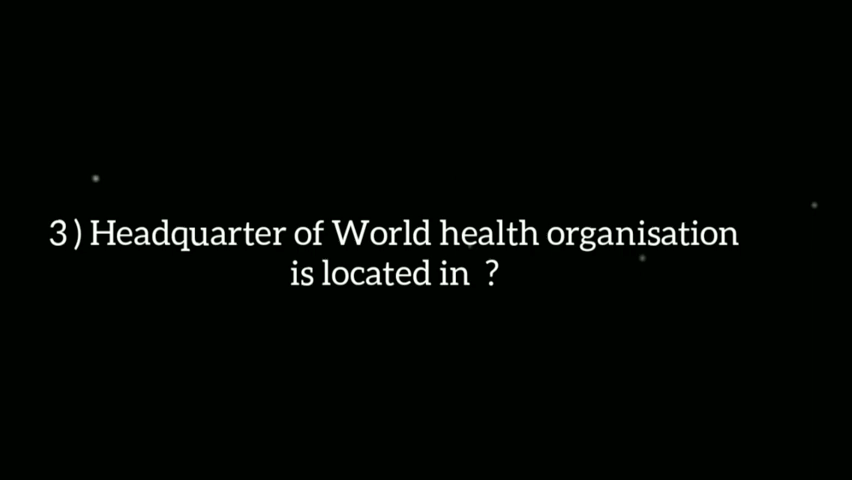 3 ) Headquarter of World health organisation
is located in ?